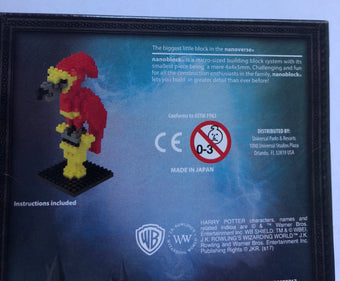 The biggest little block in the nanoverse.
nanoblock® is a micro-sized building block system with its
smallest piece being a mere 4x4x5mm. Challenging and fun
for all the construction enthusiasts in the family, nanoblock®
lets you build in greater detail than ever before!
Conforms to ASTM F963
CE
0-3
MADE IN JAPAN
DISTRIBUTED BY:
Universal Parks & Resorts
1000 Universal Studios Plaza
Orlando, FL 32819 USA
Instructions included
WB
WW
HARRY POTTER characters, names and
related indicia are © & ™ Warner Bros.
Entertainment Inc. WB SHIELD: TM & © WBEI.
J.K. ROWLING'S WIZARDING WORLD™ J.K.
Rowling and Warner Bros. Entertainment Inc.
Publishing Rights © JKR. (s17)